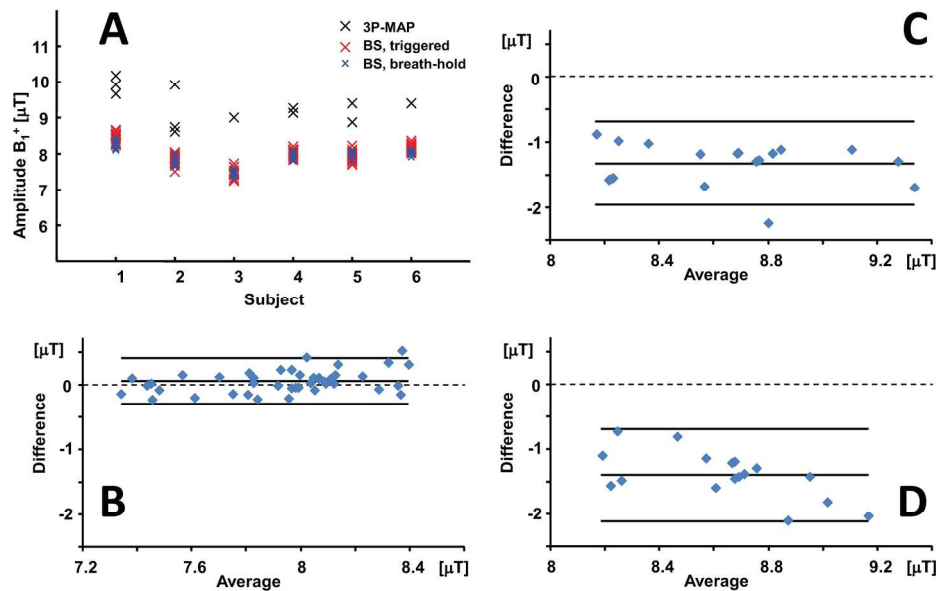 A
Amplitude B₁⁺ [μT]
11
10
9
8
7
6
1 2 3 4 5 6
Subject
3P-MAP
BS, triggered
BS, breath-hold
C
[μT]
Difference
0
-1
-2
8 8.4 8.8 9.2 [μT]
Average
B
[μT]
Difference
0
-1
-2
7.2 7.6 8 8.4 [μT]
Average
D
[μT]
Difference
0
-1
-2
8 8.4 8.8 9.2 [μT]
Average